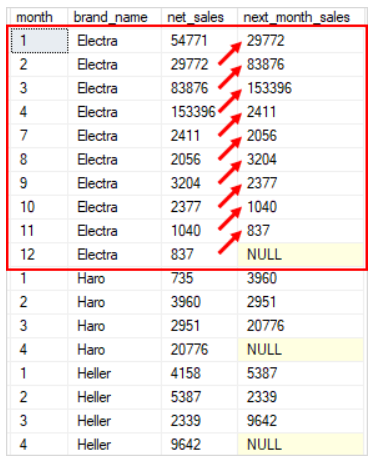 month brand_name net_sales next_month_sales
1 Electra 54771 29772
2 Electra 29772 83876
3 Electra 83876 153396
4 Electra 153396 2411
7 Electra 2411 2056
8 Electra 2056 3204
9 Electra 3204 2377
10 Electra 2377 1040
11 Electra 1040 837
12 Electra 837 NULL
1 Haro 735 3960
2 Haro 3960 2951
3 Haro 2951 20776
4 Haro 20776 NULL
1 Heller 4158 5387
2 Heller 5387 2339
3 Heller 2339 9642
4 Heller 9642 NULL